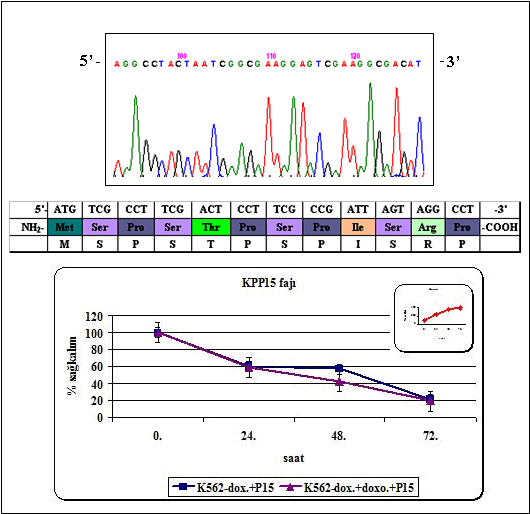 100 110 120
5’- AGGCCTACTAATCGGCGAAGGAGTCGAAGGCGACAT -3’
5'- ATG TCG CCT TCG ACT CCT TCG CCG ATT AGT AGG CCT -3'
NH2- Met Ser Pro Ser Thr Pro Ser Pro Ile Ser Arg Pro -COOH
M S P S T P S P I S R P
KPP15 fajı
% sağkalım
120
100
80
60
40
20
0
0. 24. 48. 72.
saat
K562-dox.+P15 K562-dox.+doxo.+P15